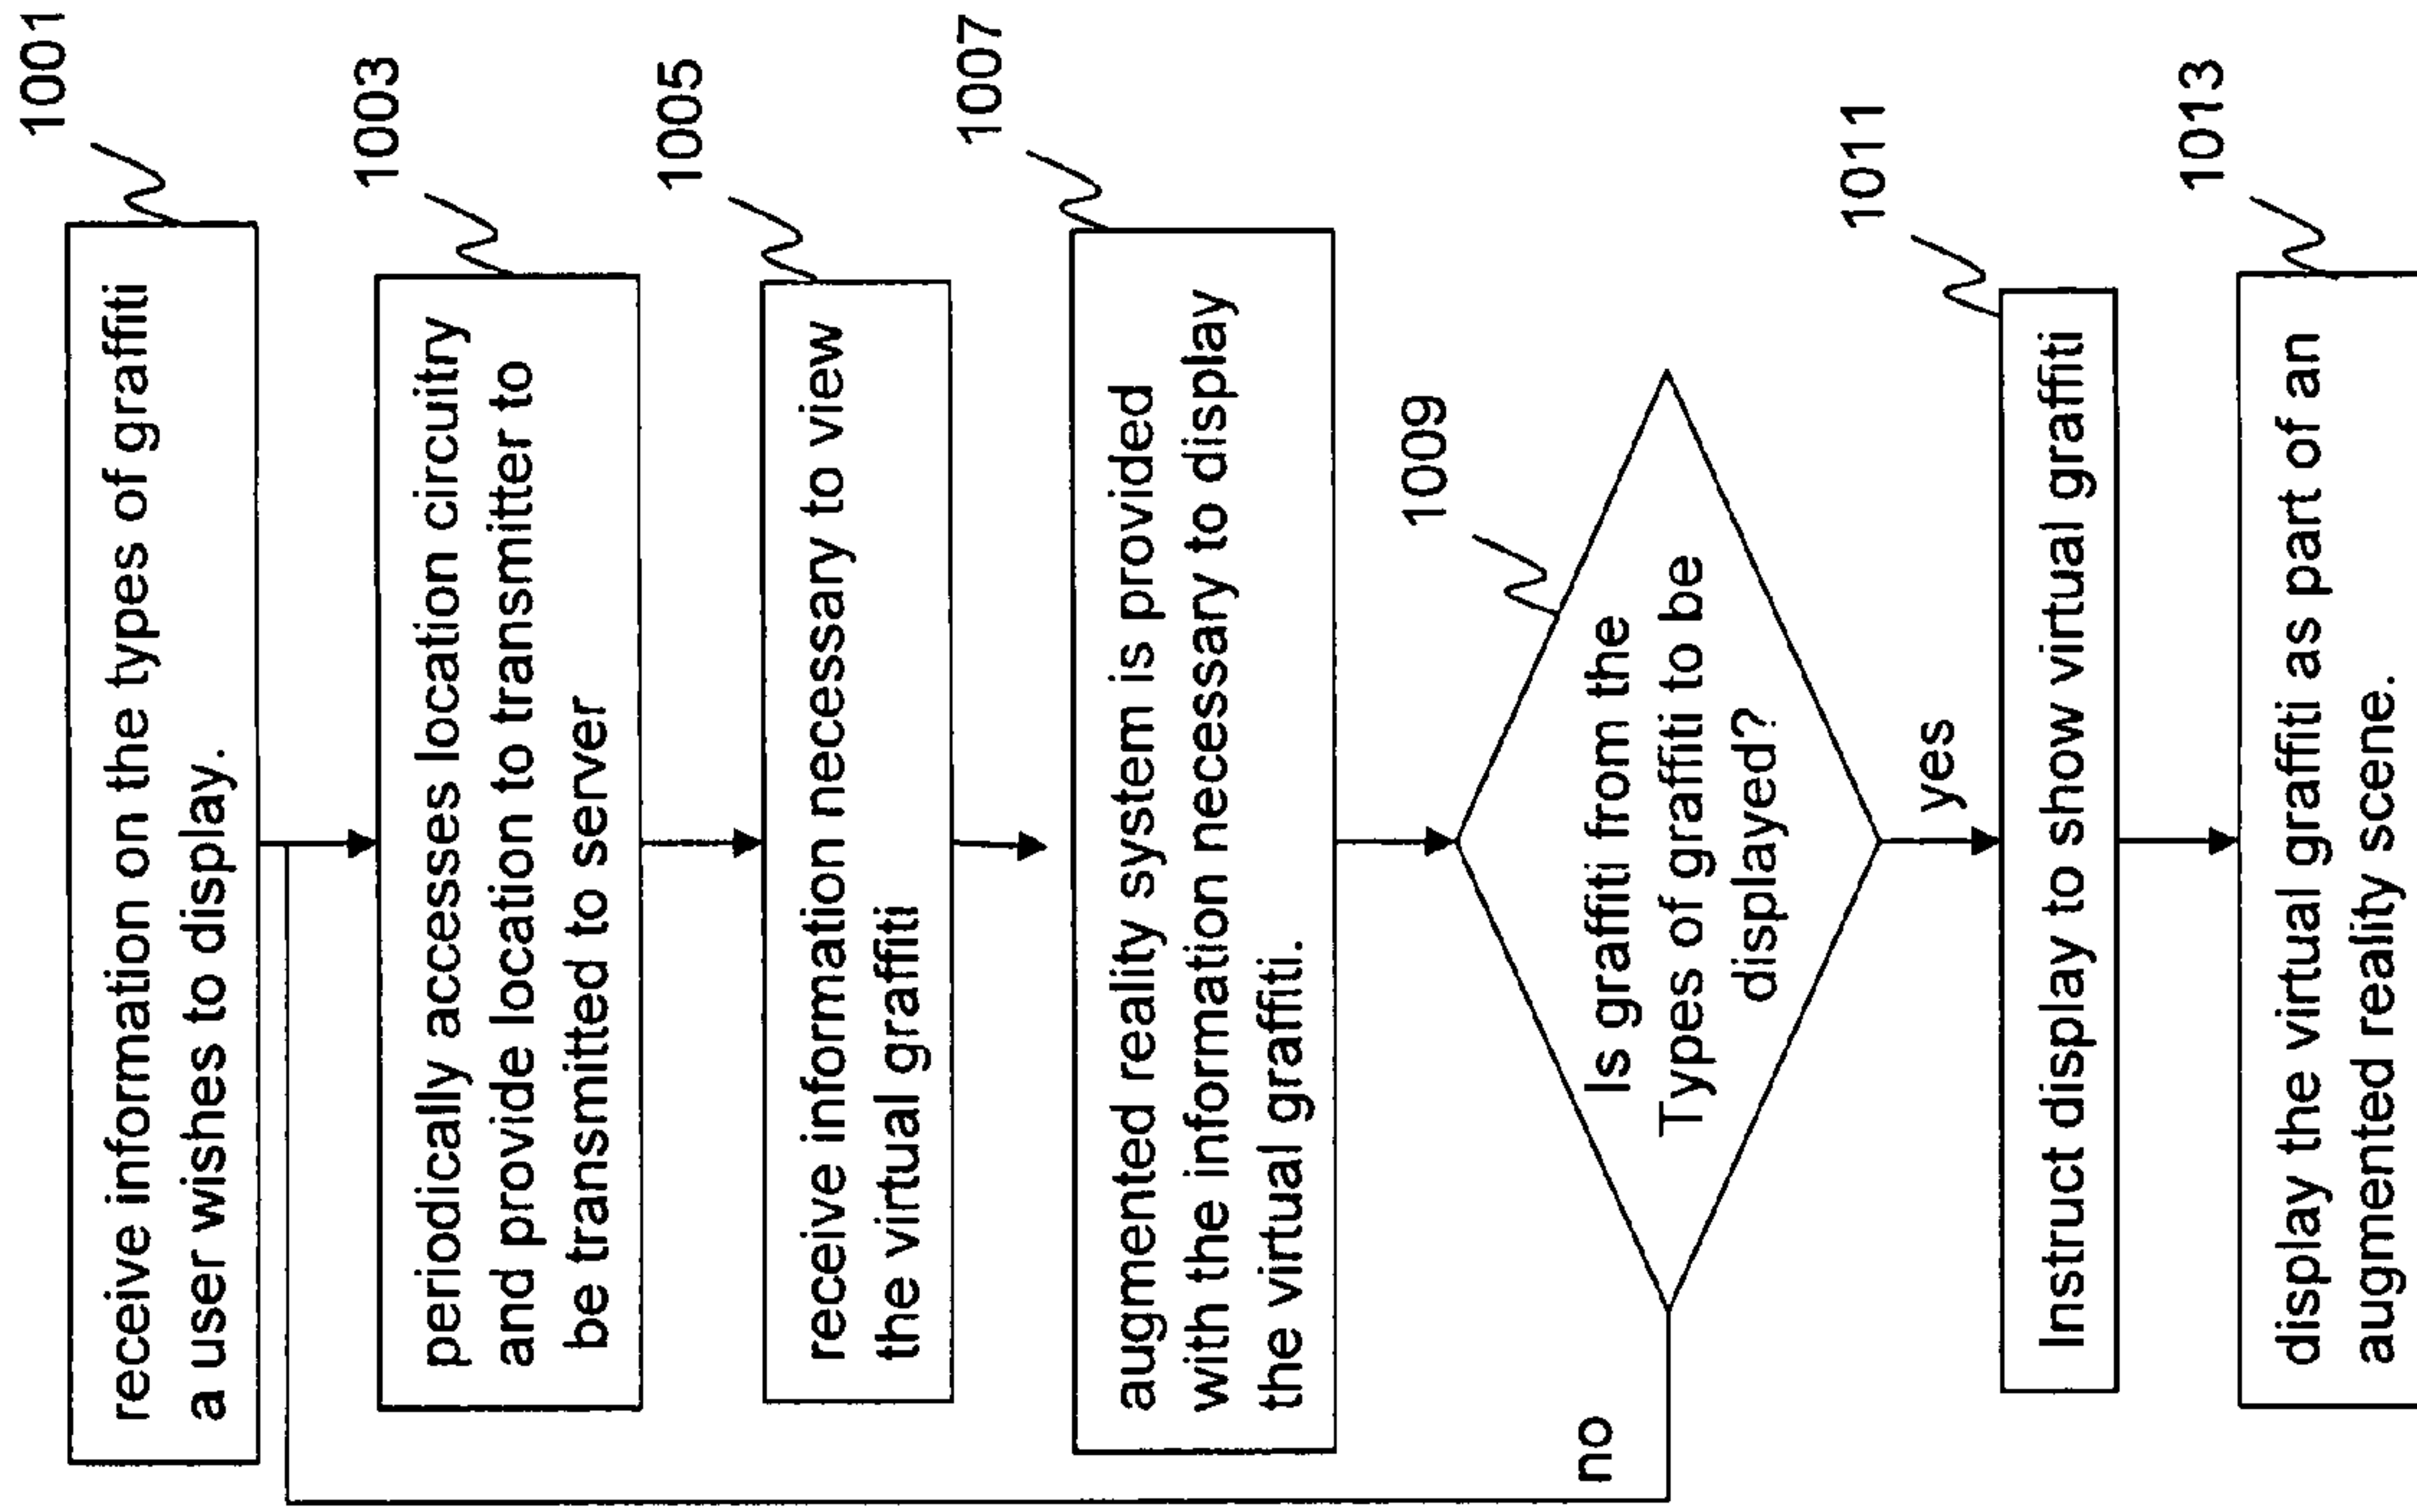 1001
receive information on the types of graffiti
a user wishes to display.
1003
periodically accesses location circuitry
and provide location to transmitter to
be transmitted to server
1005
receive information necessary to view
the virtual graffiti
1007
augmented reality system is provided
with the information necessary to display
the virtual graffiti.
1009
Is graffiti from the
Types of graffiti to be
displayed?
no
yes
1011
Instruct display to show virtual graffiti
1013
display the virtual graffiti as part of an
augmented reality scene.